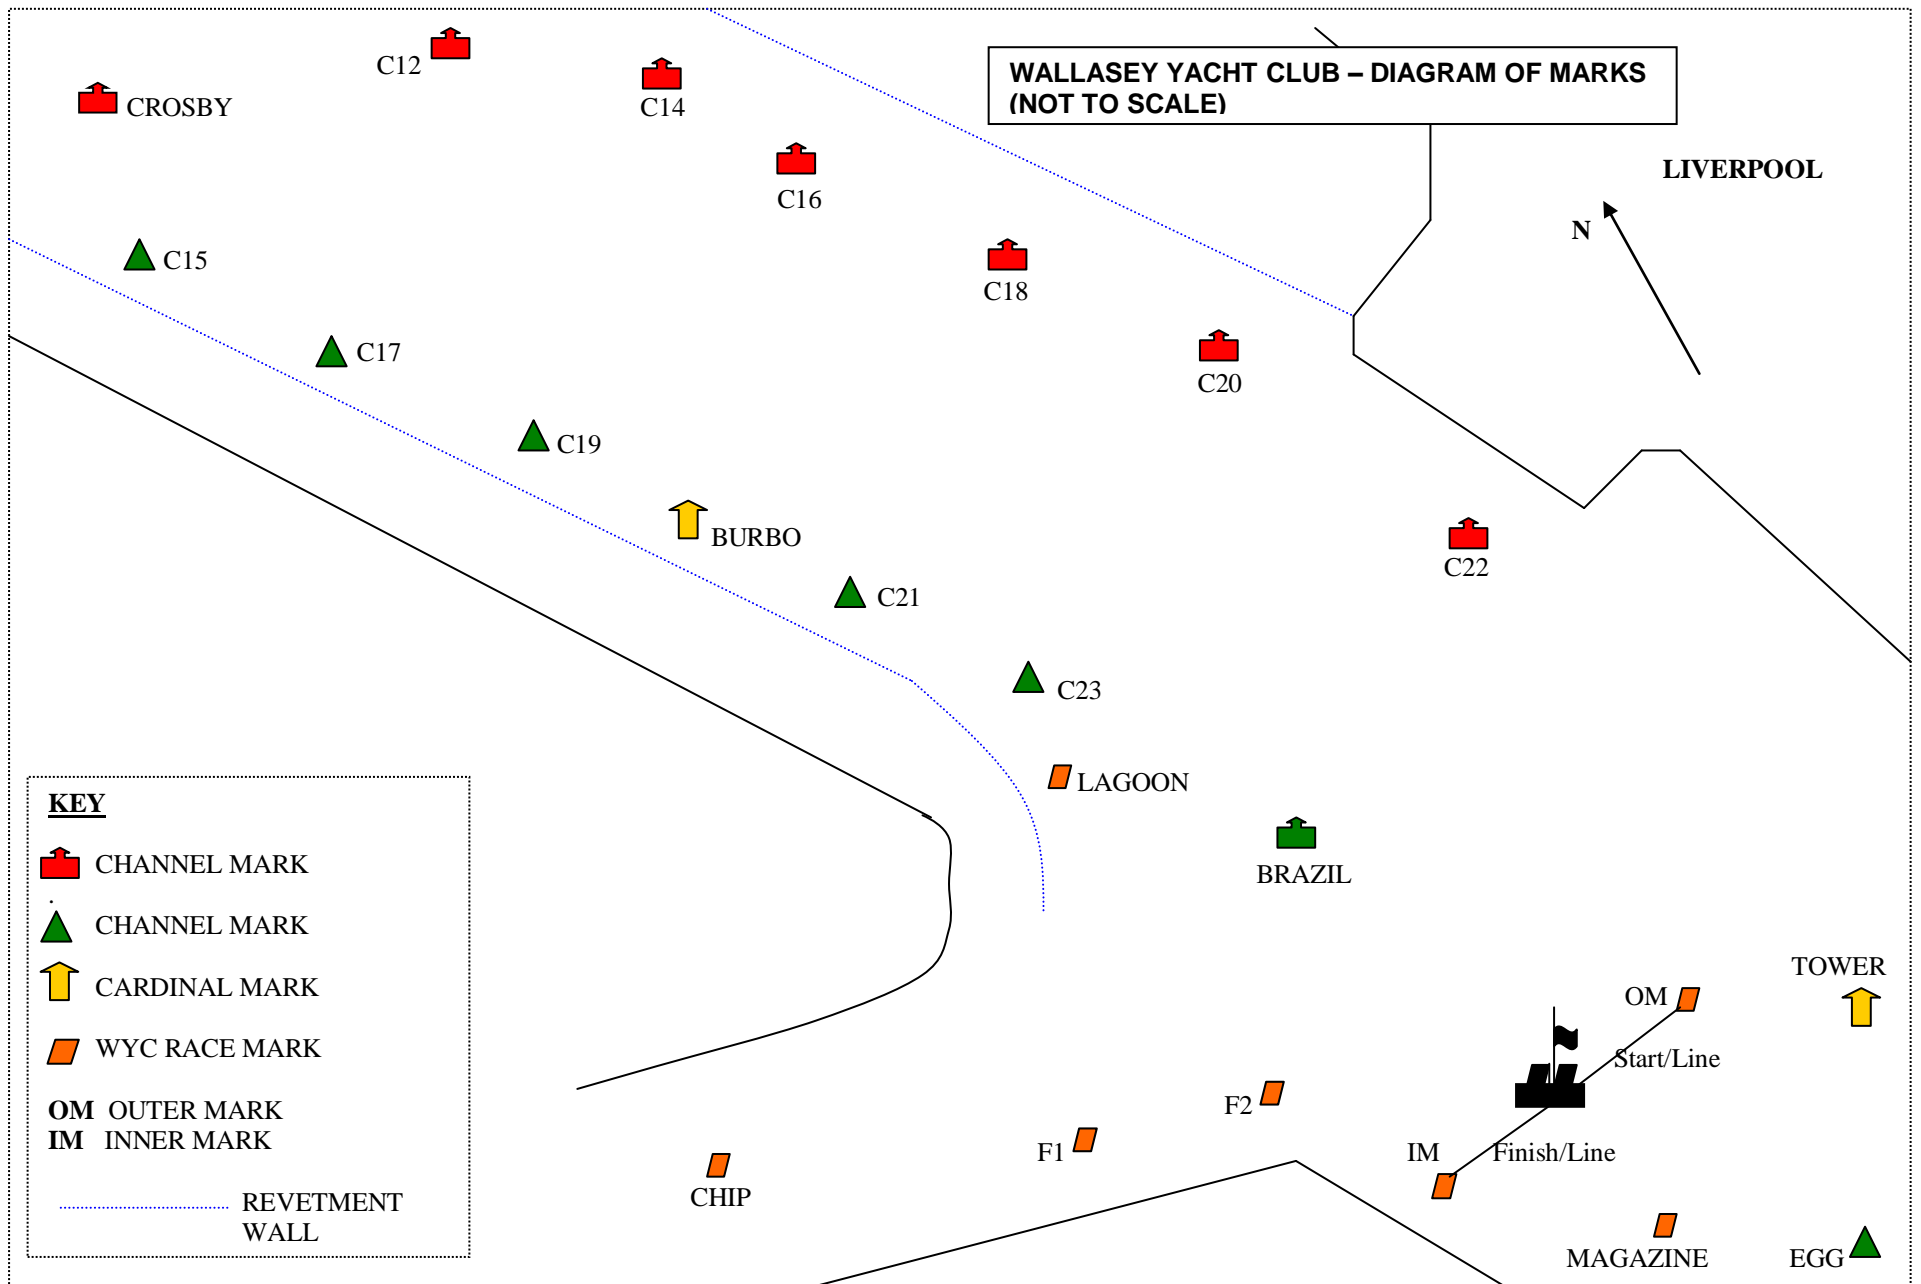 C12
CROSBY
C14
WALLASEY YACHT CLUB – DIAGRAM OF MARKS
(NOT TO SCALE)
LIVERPOOL
N
C16
C15
C18
C17
C20
C19
BURBO
C22
C21
C23
LAGOON
BRAZIL
TOWER
OM
Start/Line
F2
F1
IM
Finish/Line
CHIP
MAGAZINE
EGG
KEY
CHANNEL MARK
.
CHANNEL MARK
CARDINAL MARK
WYC RACE MARK
OM OUTER MARK
IM INNER MARK
REVETMENT
WALL